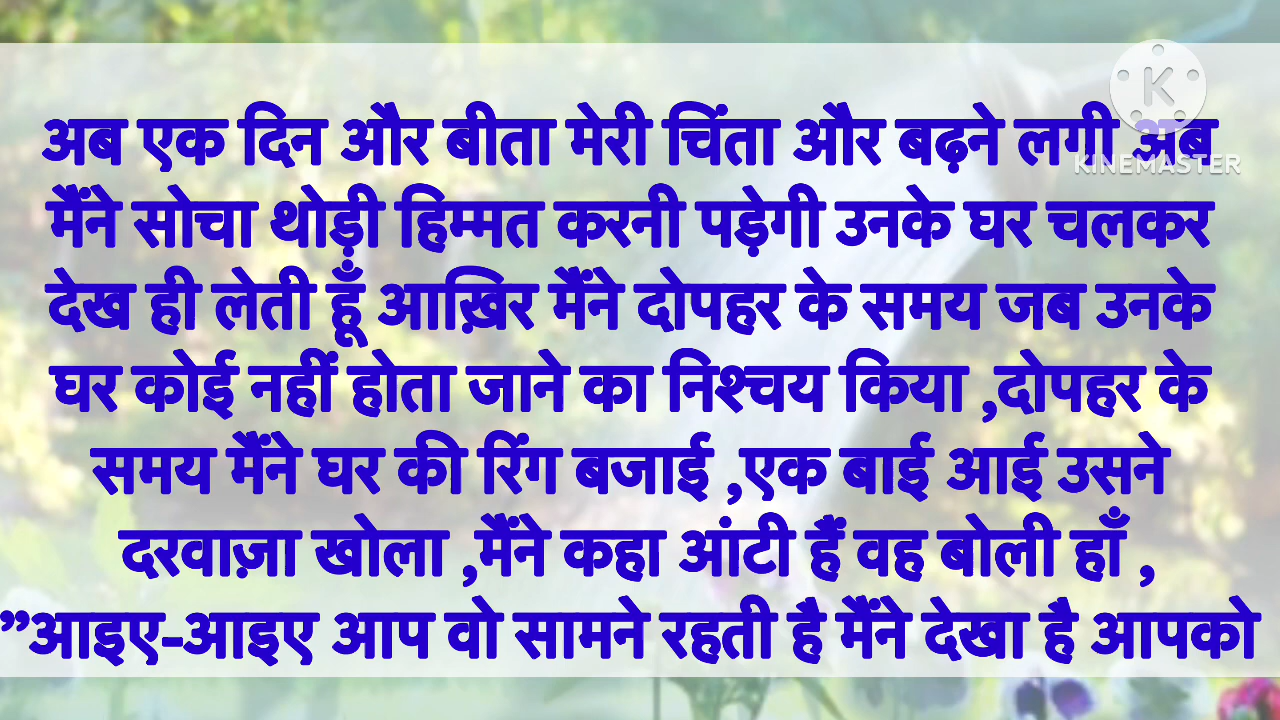 अब एक दिन और बीता मेरी चिंता और बढ़ने लगी अब
KINEMASTER
मैंने सोचा थोड़ी हिम्मत करनी पड़ेगी उनके घर चलकर
देख ही लेती हूँ आख़िर मैंने दोपहर के समय जब उनके
घर कोई नहीं होता जाने का निश्चय किया ,दोपहर के
समय मैंने घर की रिंग बजाई ,एक बाई आई उसने
दरवाज़ा खोला ,मैंने कहा आंटी हैं वह बोली हाँ ,
”आइए-आइए आप वो सामने रहती है मैंने देखा है आपको